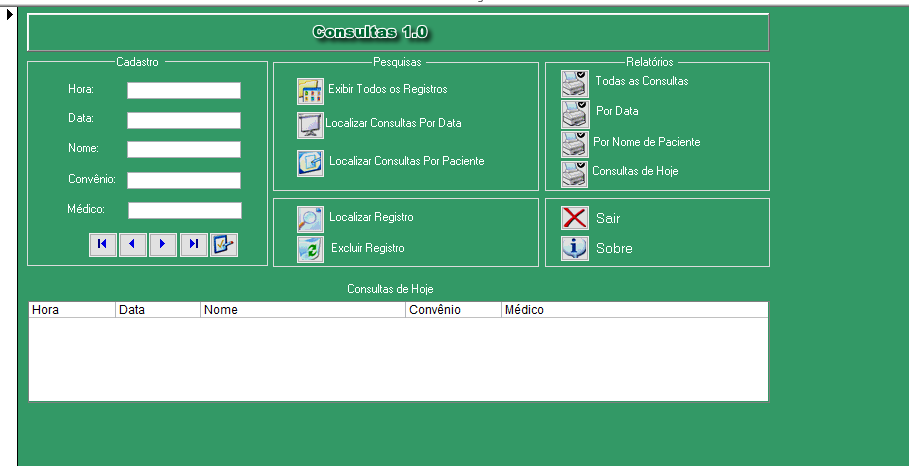 Consultas 1.0
Cadastro
Hora:
Data:
Nome:
Convênio:
Médico:
Pesquisas
Exibir Todos os Registros
Localizar Consultas Por Data
Localizar Consultas Por Paciente
Localizar Registro
Excluir Registro
Relatórios
Todas as Consultas
Por Data
Por Nome de Paciente
Consultas de Hoje
Sair
Sobre
Consultas de Hoje
Hora Data Nome Convênio Médico